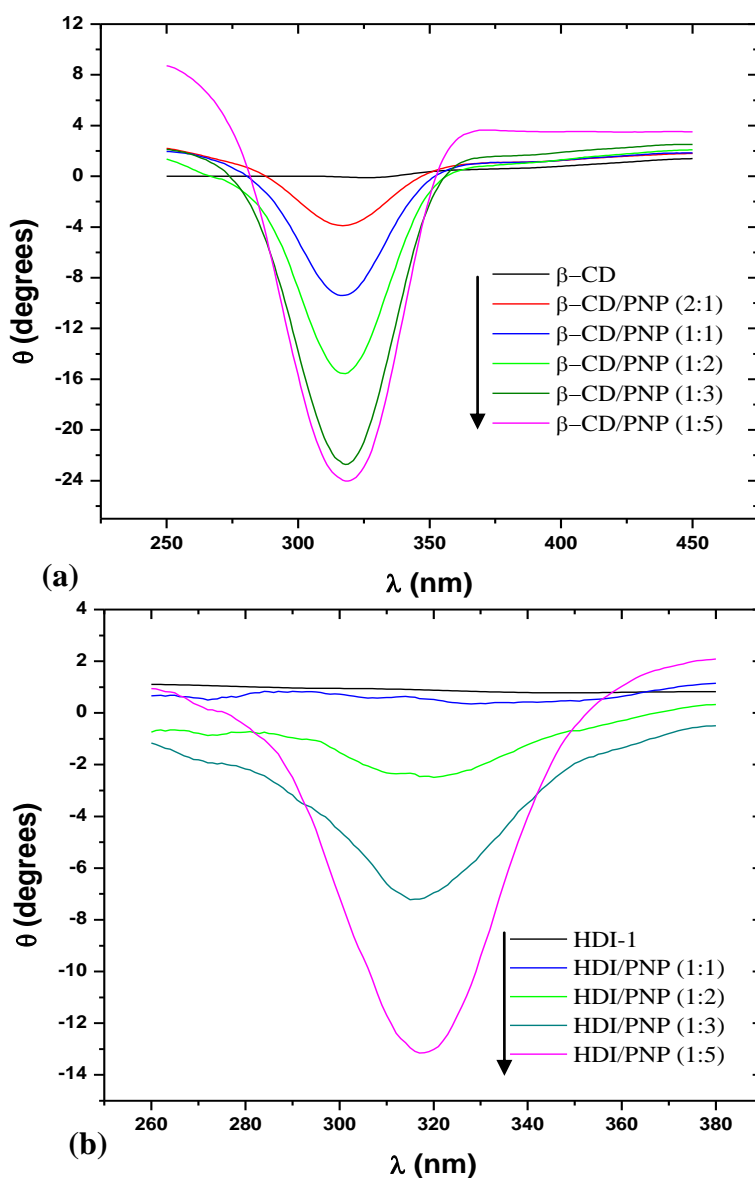 12
8
4
0
-4
-8
-12
-16
-20
-24
θ (degrees)
β–CD
β–CD/PNP (2:1)
β–CD/PNP (1:1)
β–CD/PNP (1:2)
β–CD/PNP (1:3)
β–CD/PNP (1:5)
250 300 350 400 450
(a)
λ (nm)
4
2
0
-2
-4
-6
-8
-10
-12
-14
θ (degrees)
HDI-1
HDI/PNP (1:1)
HDI/PNP (1:2)
HDI/PNP (1:3)
HDI/PNP (1:5)
260 280 300 320 340 360 380
(b)
λ (nm)